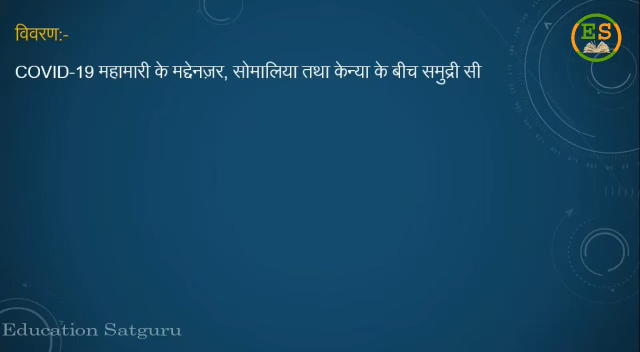 विवरण:-
ES
COVID-19 महामारी के मद्देनज़र, सोमालिया तथा केन्या के बीच समुद्री सी
Education Satguru